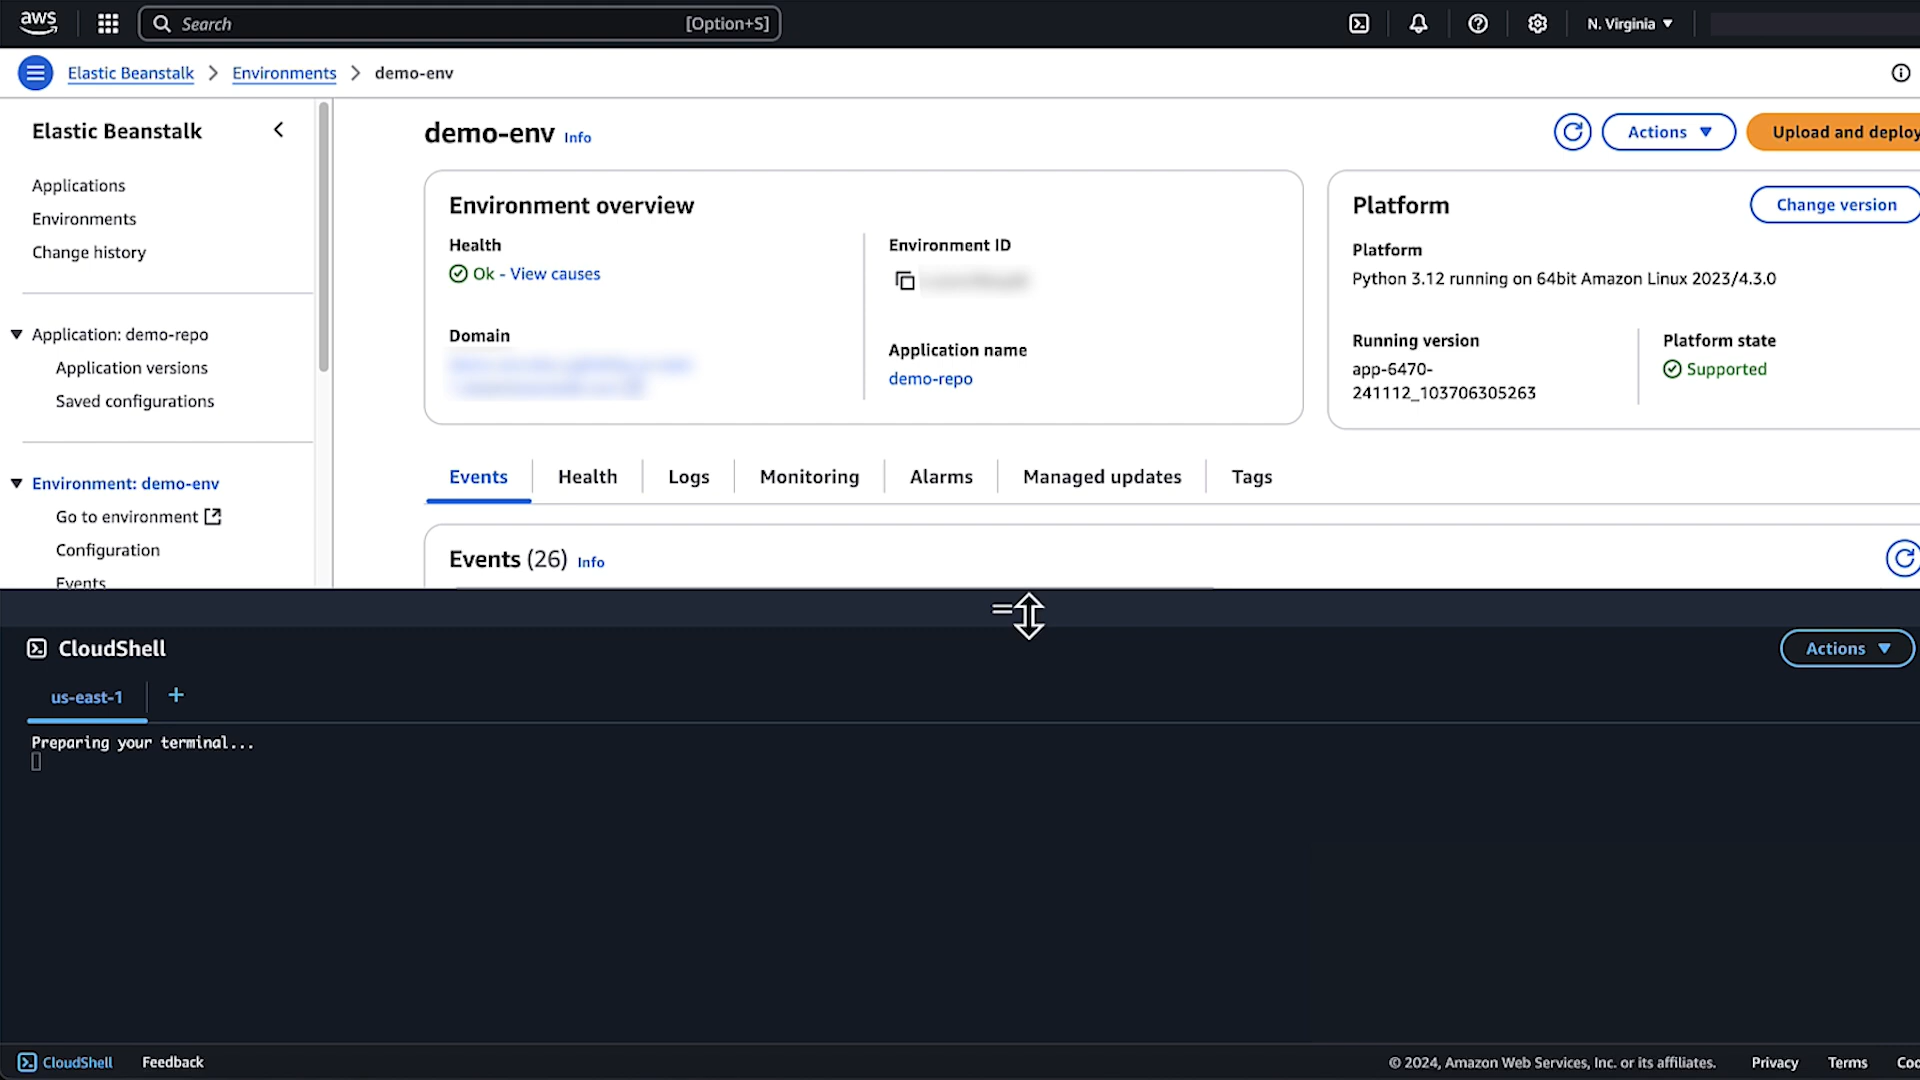 aws
Search [Option+S]
N. Virginia
Elastic Beanstalk > Environments > demo-env
Elastic Beanstalk
Applications
Environments
Change history
Application: demo-repo
Application versions
Saved configurations
Environment: demo-env
Go to environment
Configuration
Events
demo-env Info
Actions
Upload and deploy
Environment overview
Health
Ok - View causes
Domain
Environment ID
Application name
demo-repo
Platform
Change version
Platform
Python 3.12 running on 64bit Amazon Linux 2023/4.3.0
Running version
app-6470-
241112_103706305263
Platform state
Supported
Events Health Logs Monitoring Alarms Managed updates Tags
Events (26) Info
CloudShell
Actions
us-east-1 +
Preparing your terminal...
CloudShell Feedback
© 2024, Amazon Web Services, Inc. or its affiliates. Privacy Terms Coo